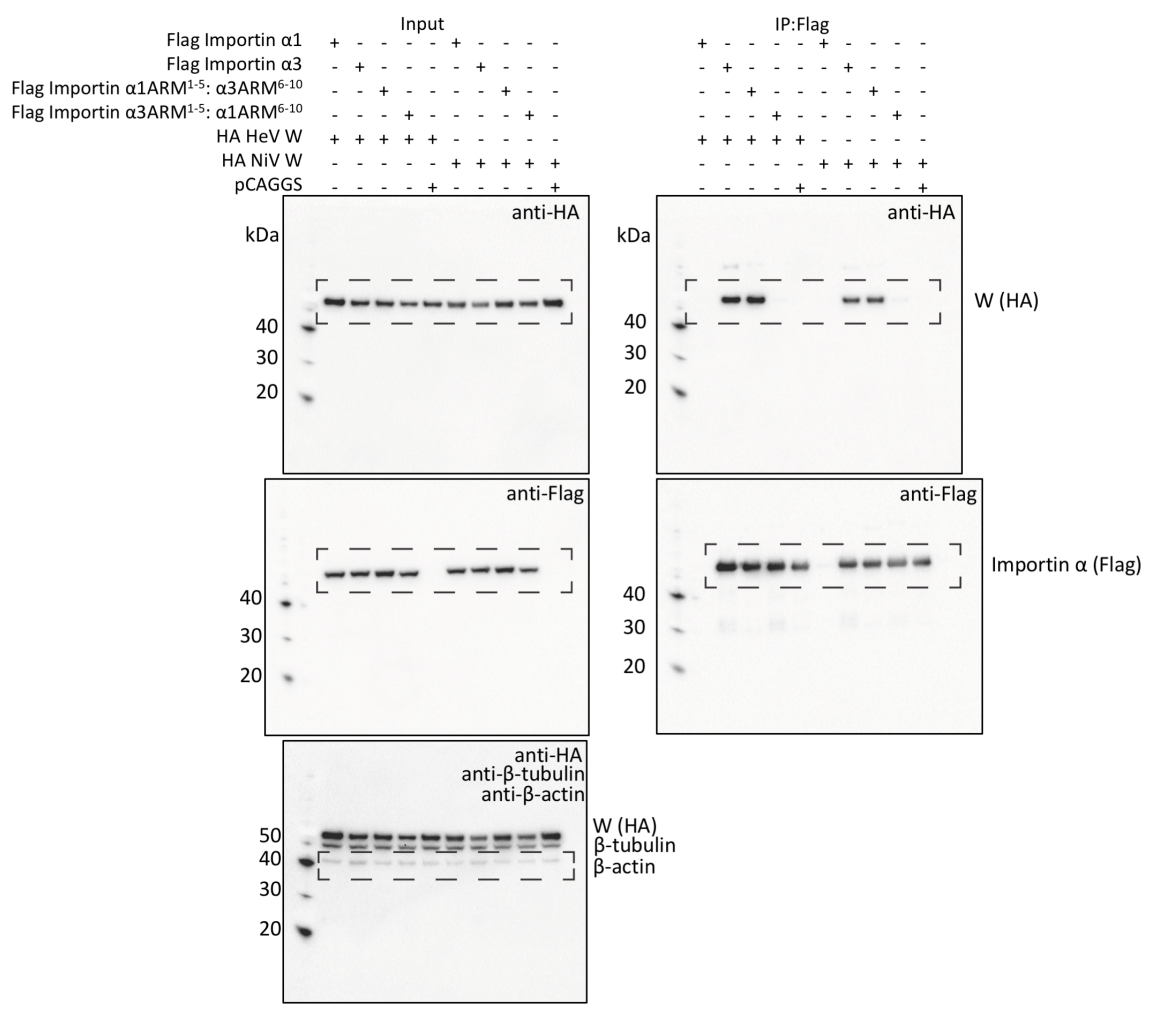 Input IP:Flag
Flag Importin α1 + - - - - + - - - - + - - - - + - - - -
Flag Importin α3 - + - - - - + - - - - + - - - - + - - -
Flag Importin α1ARM¹⁻⁵: α3ARM⁶⁻¹⁰ - - + - - - - + - - - - + - - - - + - -
Flag Importin α3ARM¹⁻⁵: α1ARM⁶⁻¹⁰ - - - + - - - - + - - - - + - - - - + -
HA HeV W + + + + + - - - - - + + + + + - - - - -
HA NiV W - - - - - + + + + + - - - - - + + + + +
pCAGGS - - - - + - - - - + - - - - + - - - - +
anti-HA
kDa
40
30
20
anti-HA
kDa
W (HA)
40
30
20
anti-Flag
40
30
20
anti-Flag
Importin α (Flag)
40
30
20
anti-HA
anti-β-tubulin
anti-β-actin
W (HA)
50
β-tubulin
40
β-actin
30
20